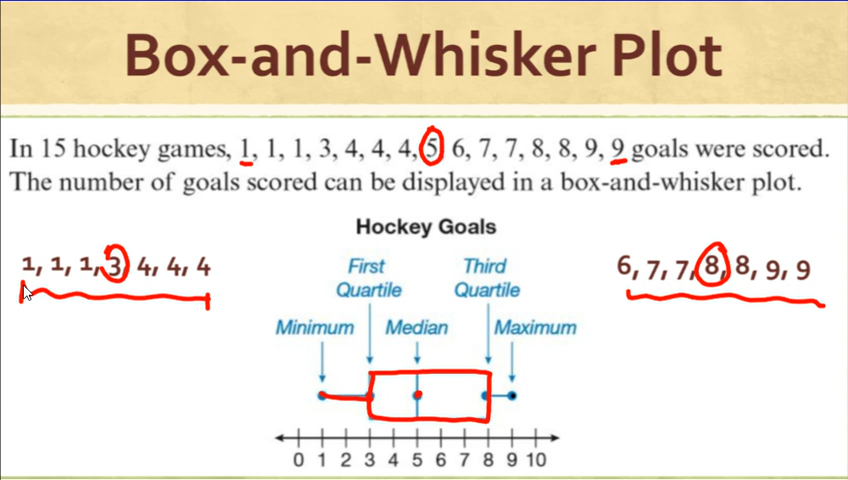 Box-and-Whisker Plot
In 15 hockey games, 1, 1, 1, 3, 4, 4, 4, 5, 6, 7, 7, 8, 8, 9, 9 goals were scored.
The number of goals scored can be displayed in a box-and-whisker plot.
Hockey Goals
1, 1, 1, 3, 4, 4, 4
6, 7, 7, 8, 8, 9, 9
First Quartile
Third Quartile
Minimum
Median
Maximum
0 1 2 3 4 5 6 7 8 9 10